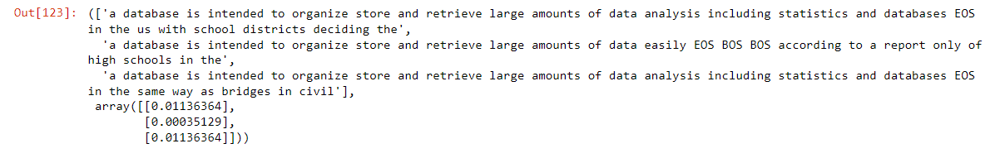 Out[123]: (['a database is intended to organize store and retrieve large amounts of data analysis including statistics and databases EOS
in the us with school districts deciding the',
'a database is intended to organize store and retrieve large amounts of data easily EOS BOS BOS according to a report only of
high schools in the',
'a database is intended to organize store and retrieve large amounts of data analysis including statistics and databases EOS
in the same way as bridges in civil'],
array([[0.01136364],
[0.00035129],
[0.01136364]]))